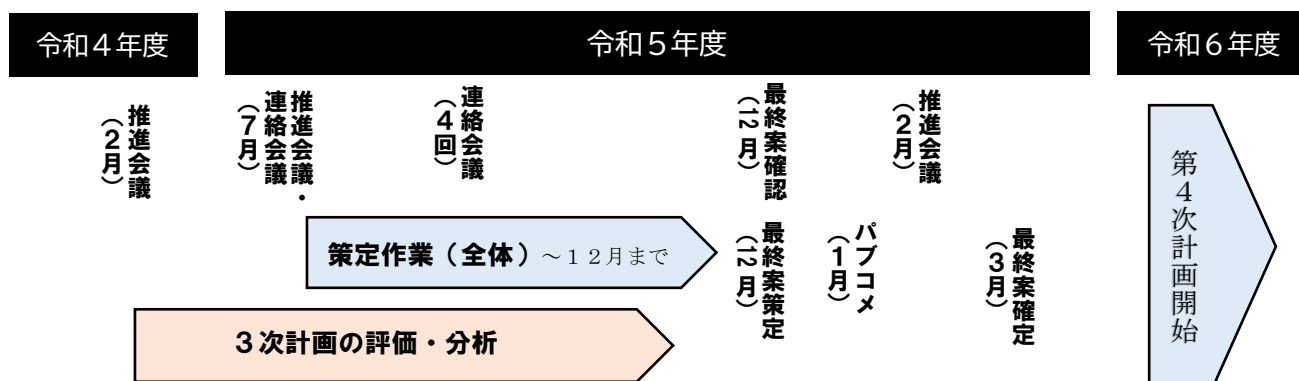 令和４年度
令和５年度
令和６年度
推進会議
（２月）
推進会議・
連絡会議
（７月）
連絡会議
（４回）
最終案確認
（12月）
推進会議
（２月）
策定作業（全体）～１２月まで
最終案策定
（12月）
パブコメ
（１月）
最終案確定
（３月）
３次計画の評価・分析
第４次計画開始